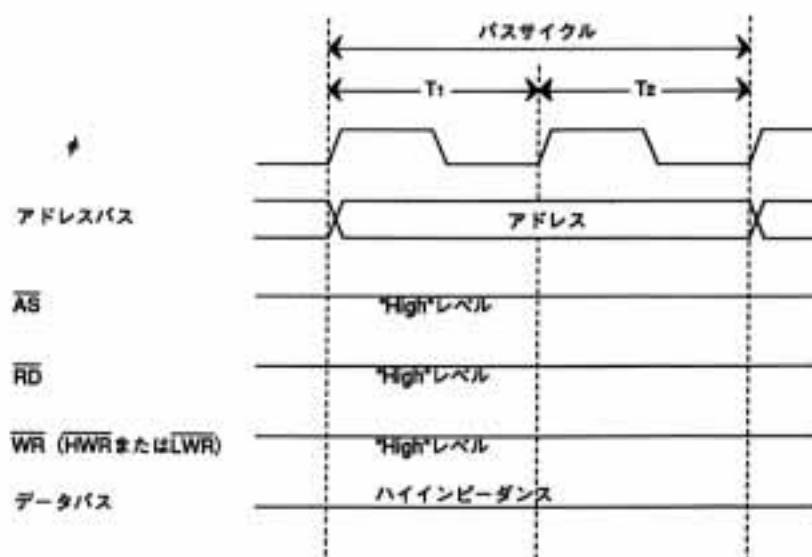 バスサイクル
T1 T2
φ
アドレスバス アドレス
AS "High"レベル
RD "High"レベル
WR（HWRまたはLWR） "High"レベル
データバス ハイインピーダンス